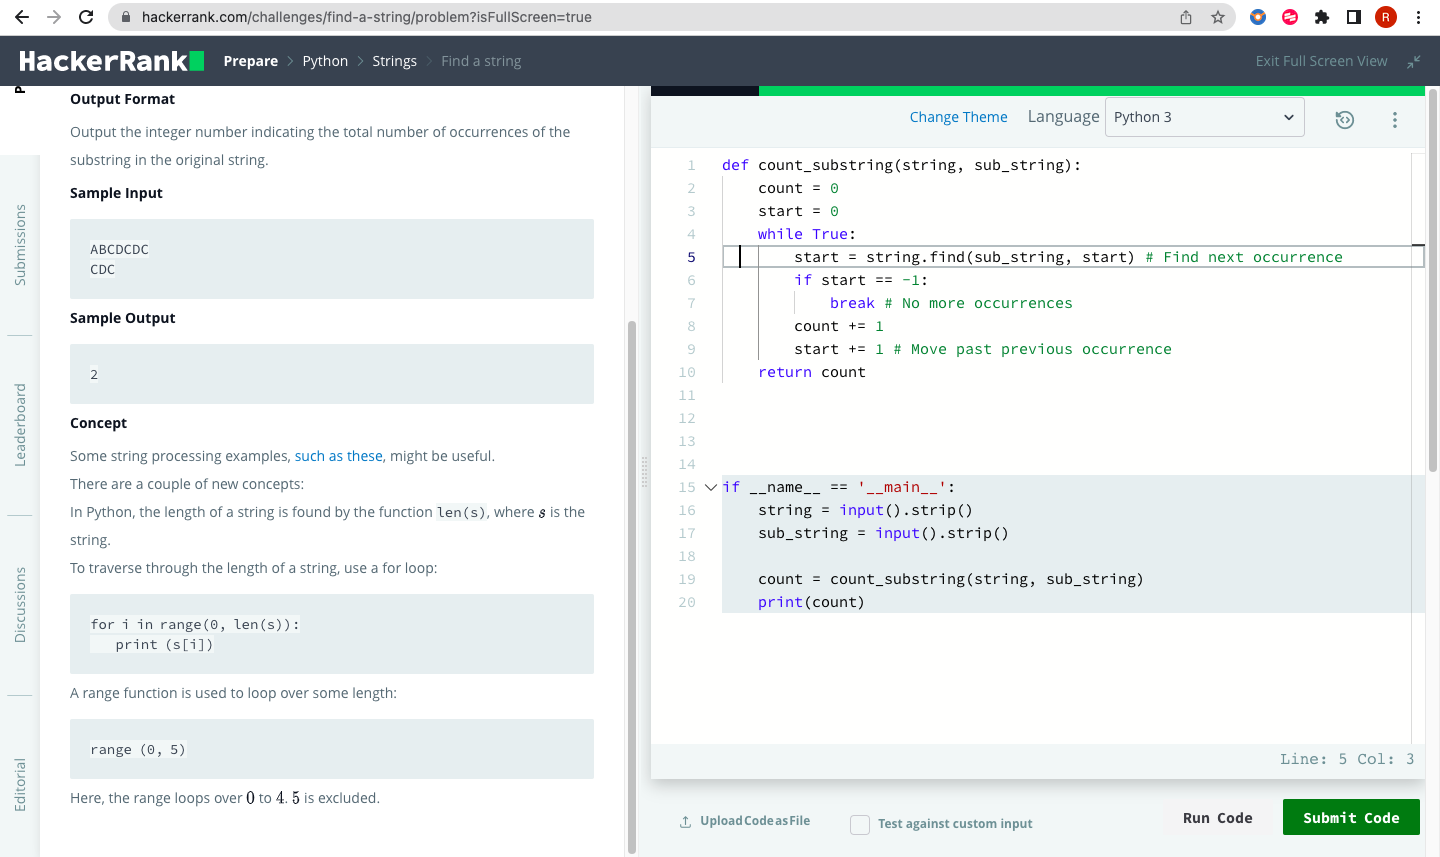 hackerrank.com/challenges/find-a-string/problem?isFullScreen=true
R
HackerRank
Prepare > Python > Strings > Find a string
Exit Full Screen View
Submissions
Leaderboard
Discussions
Editorial
Output Format
Output the integer number indicating the total number of occurrences of the
substring in the original string.
Sample Input
ABCDCDC
CDC
Sample Output
2
Concept
Some string processing examples, such as these, might be useful.
There are a couple of new concepts:
In Python, the length of a string is found by the function len(s), where s is the
string.
To traverse through the length of a string, use a for loop:
for i in range(0, len(s)):
   print (s[i])
A range function is used to loop over some length:
range (0, 5)
Here, the range loops over 0 to 4. 5 is excluded.
Change Theme Language Python 3
1 def count_substring(string, sub_string):
2     count = 0
3     start = 0
4     while True:
5         start = string.find(sub_string, start) # Find next occurrence
6         if start == -1:
7             break # No more occurrences
8         count += 1
9         start += 1 # Move past previous occurrence
10     return count
11
12
13
14
15 if __name__ == '__main__':
16     string = input().strip()
17     sub_string = input().strip()
18
19     count = count_substring(string, sub_string)
20     print(count)
Line: 5 Col: 3
Upload Code as File
Test against custom input
Run Code
Submit Code